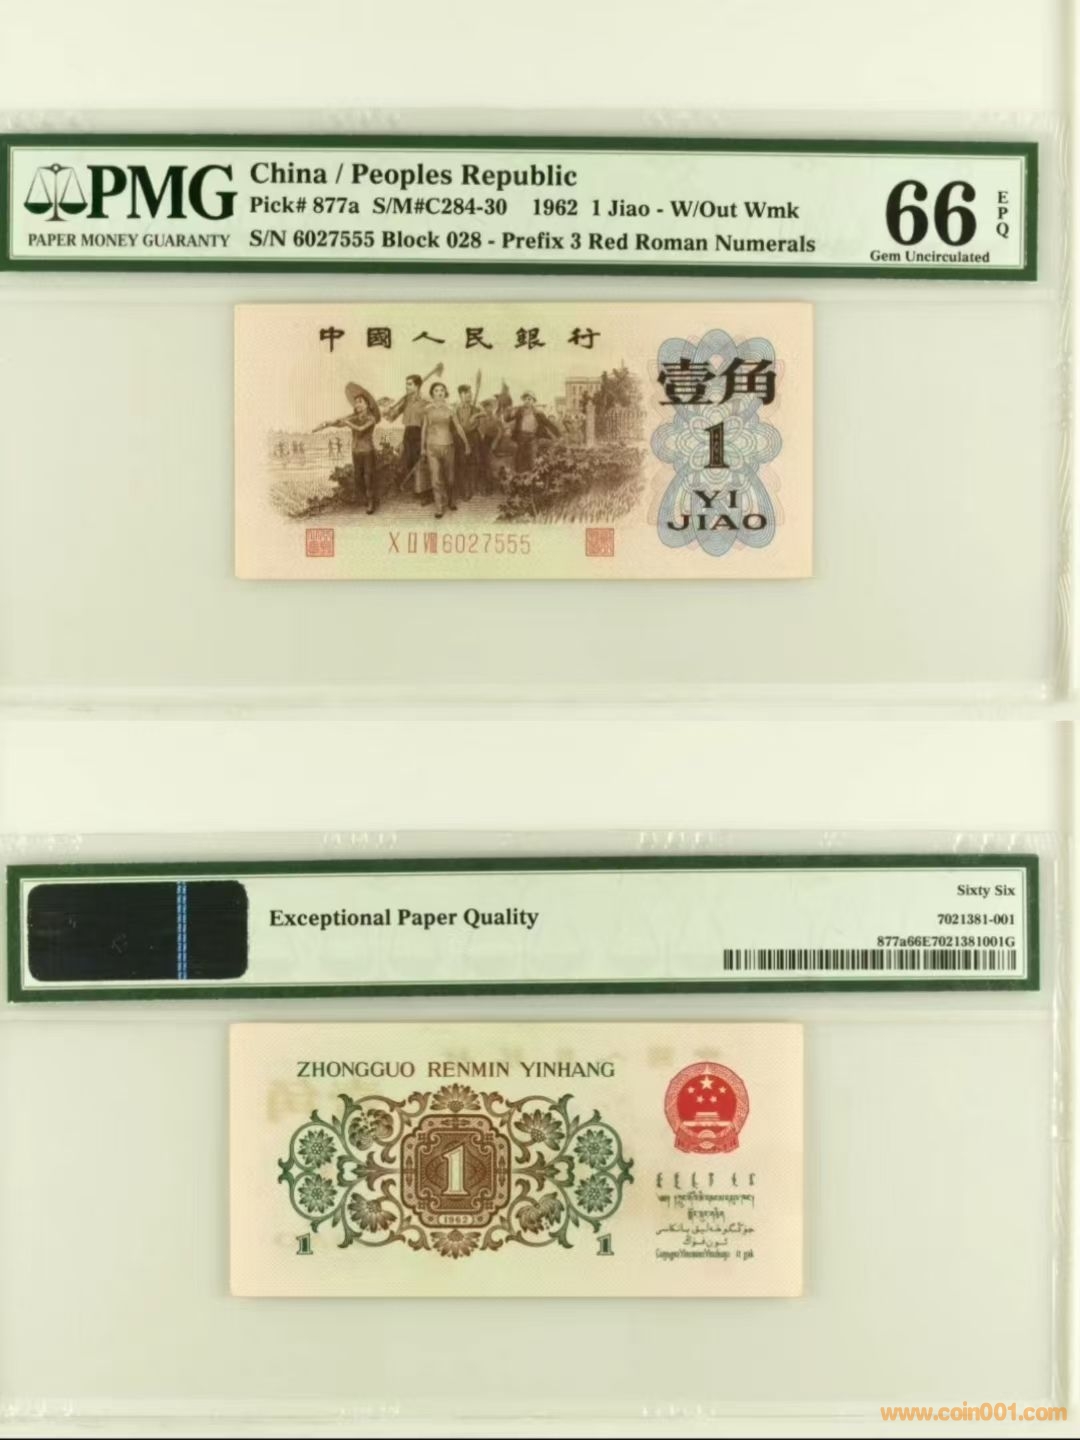 PMG
PAPER MONEY GUARANTY
China / Peoples Republic
Pick# 877a S/M#C284-30 1962 1 Jiao - W/Out Wmk
S/N 6027555 Block 028 - Prefix 3 Red Roman Numerals
66
EPQ
Gem Uncirculated
中國人民銀行
壹角
1
YI
JIAO
X II VIII 6027555
Exceptional Paper Quality
Sixty Six
7021381-001
877a66E7021381001G
ZHONGGUO RENMIN YINHANG
1
(1962)
1 1
www.coin001.com